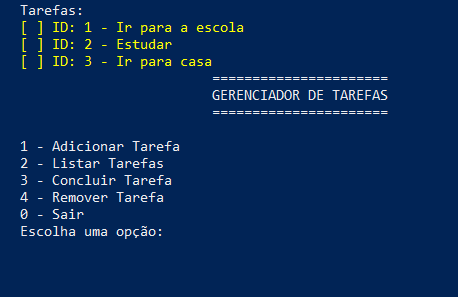 Tarefas:
[ ] ID: 1 - Ir para a escola
[ ] ID: 2 - Estudar
[ ] ID: 3 - Ir para casa
======================
GERENCIADOR DE TAREFAS
======================
1 - Adicionar Tarefa
2 - Listar Tarefas
3 - Concluir Tarefa
4 - Remover Tarefa
0 - Sair
Escolha uma opção: